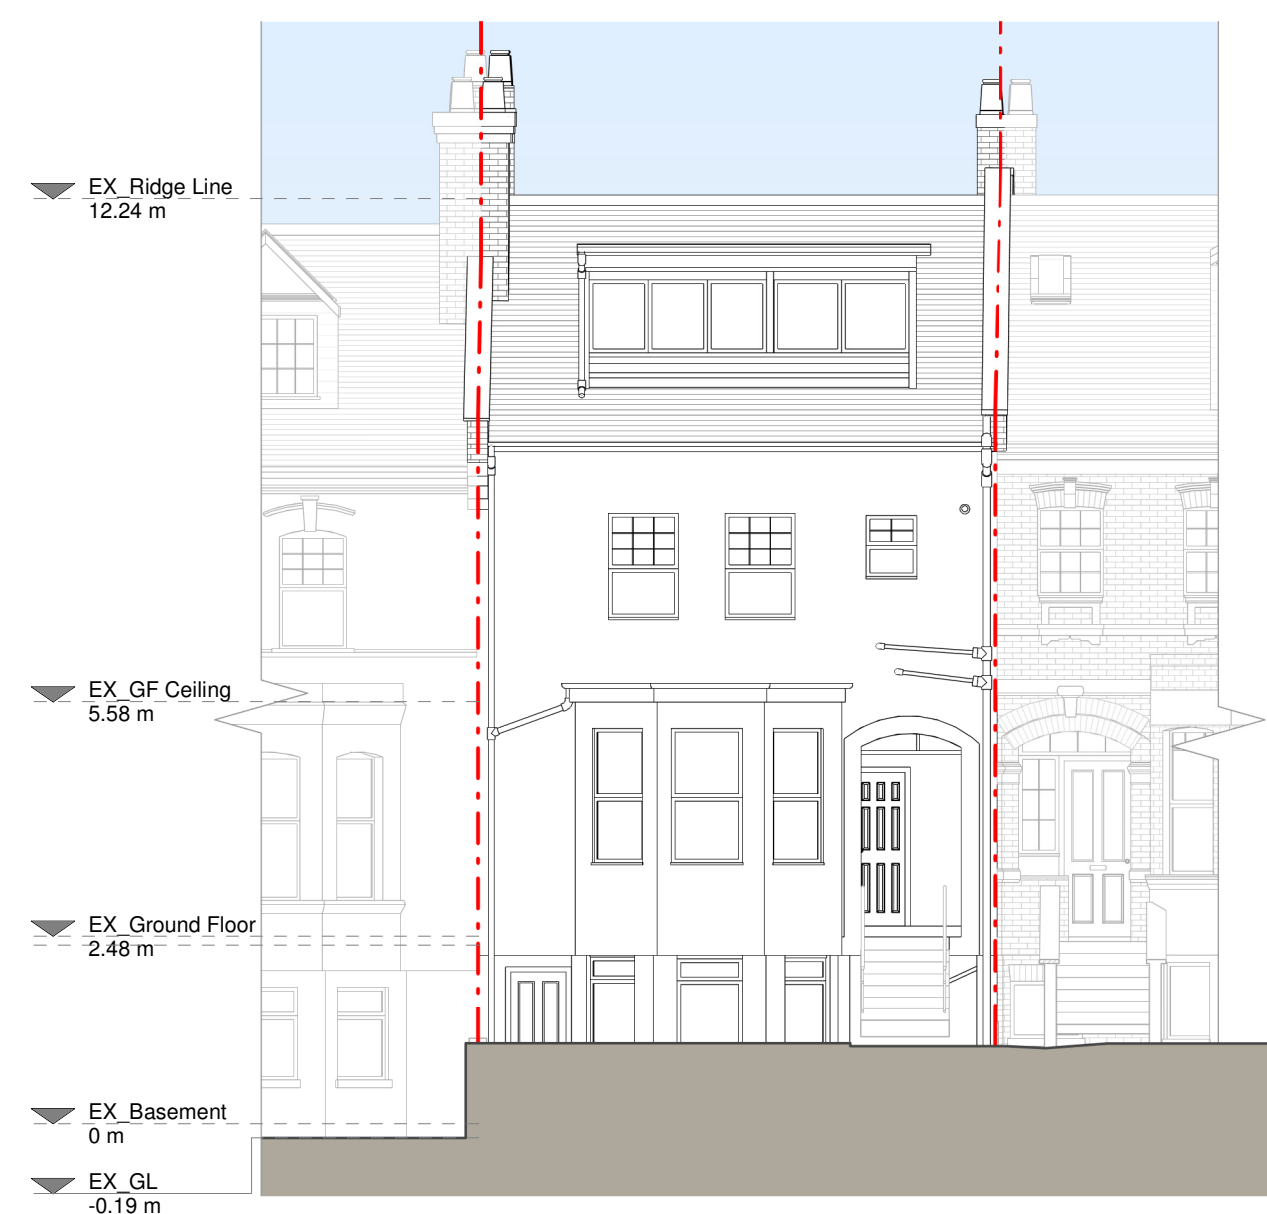 EX_Ridge Line
12.24 m
EX_GF Ceiling
5.58 m
EX_Ground Floor
2.48 m
EX_Basement
0 m
EX_GL
-0.19 m